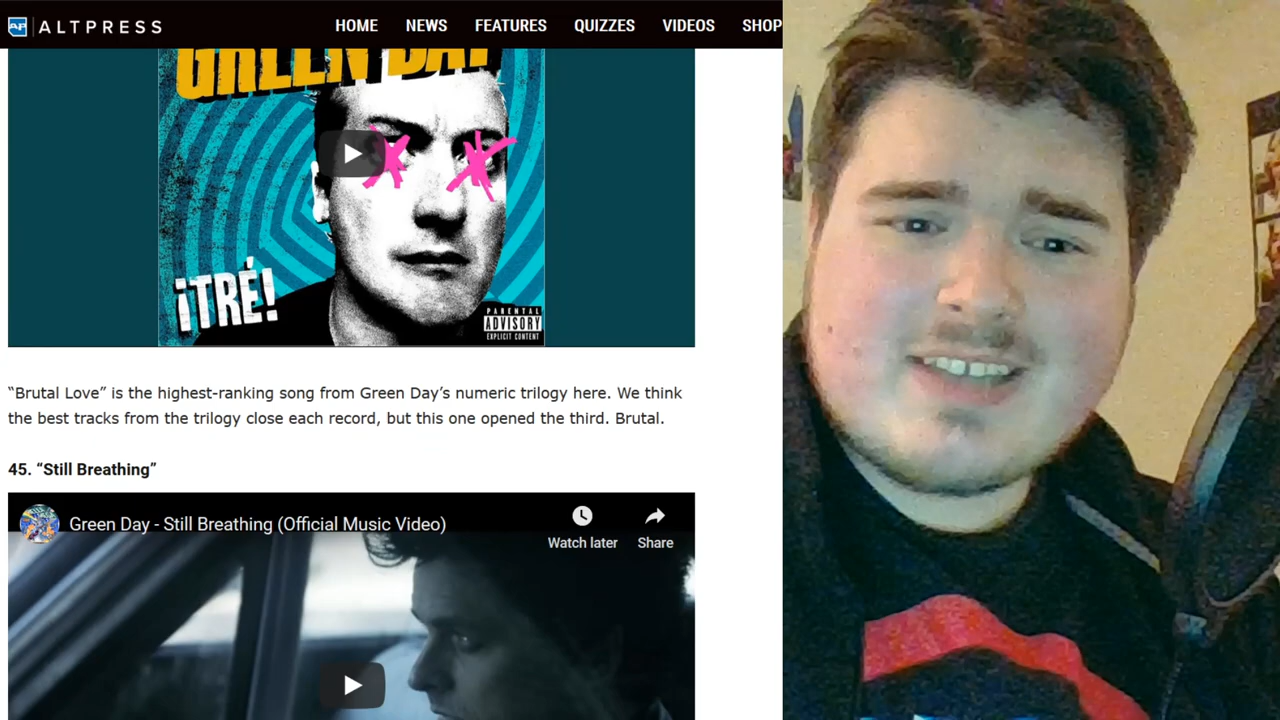 AP ALTPRESS HOME NEWS FEATURES QUIZZES VIDEOS SHOP
GREEN DAY
¡TRÉ!
PARENTAL
ADVISORY
EXPLICIT CONTENT
“Brutal Love” is the highest-ranking song from Green Day’s numeric trilogy here. We think
the best tracks from the trilogy close each record, but this one opened the third. Brutal.
45. “Still Breathing”
Green Day - Still Breathing (Official Music Video)
Watch later
Share